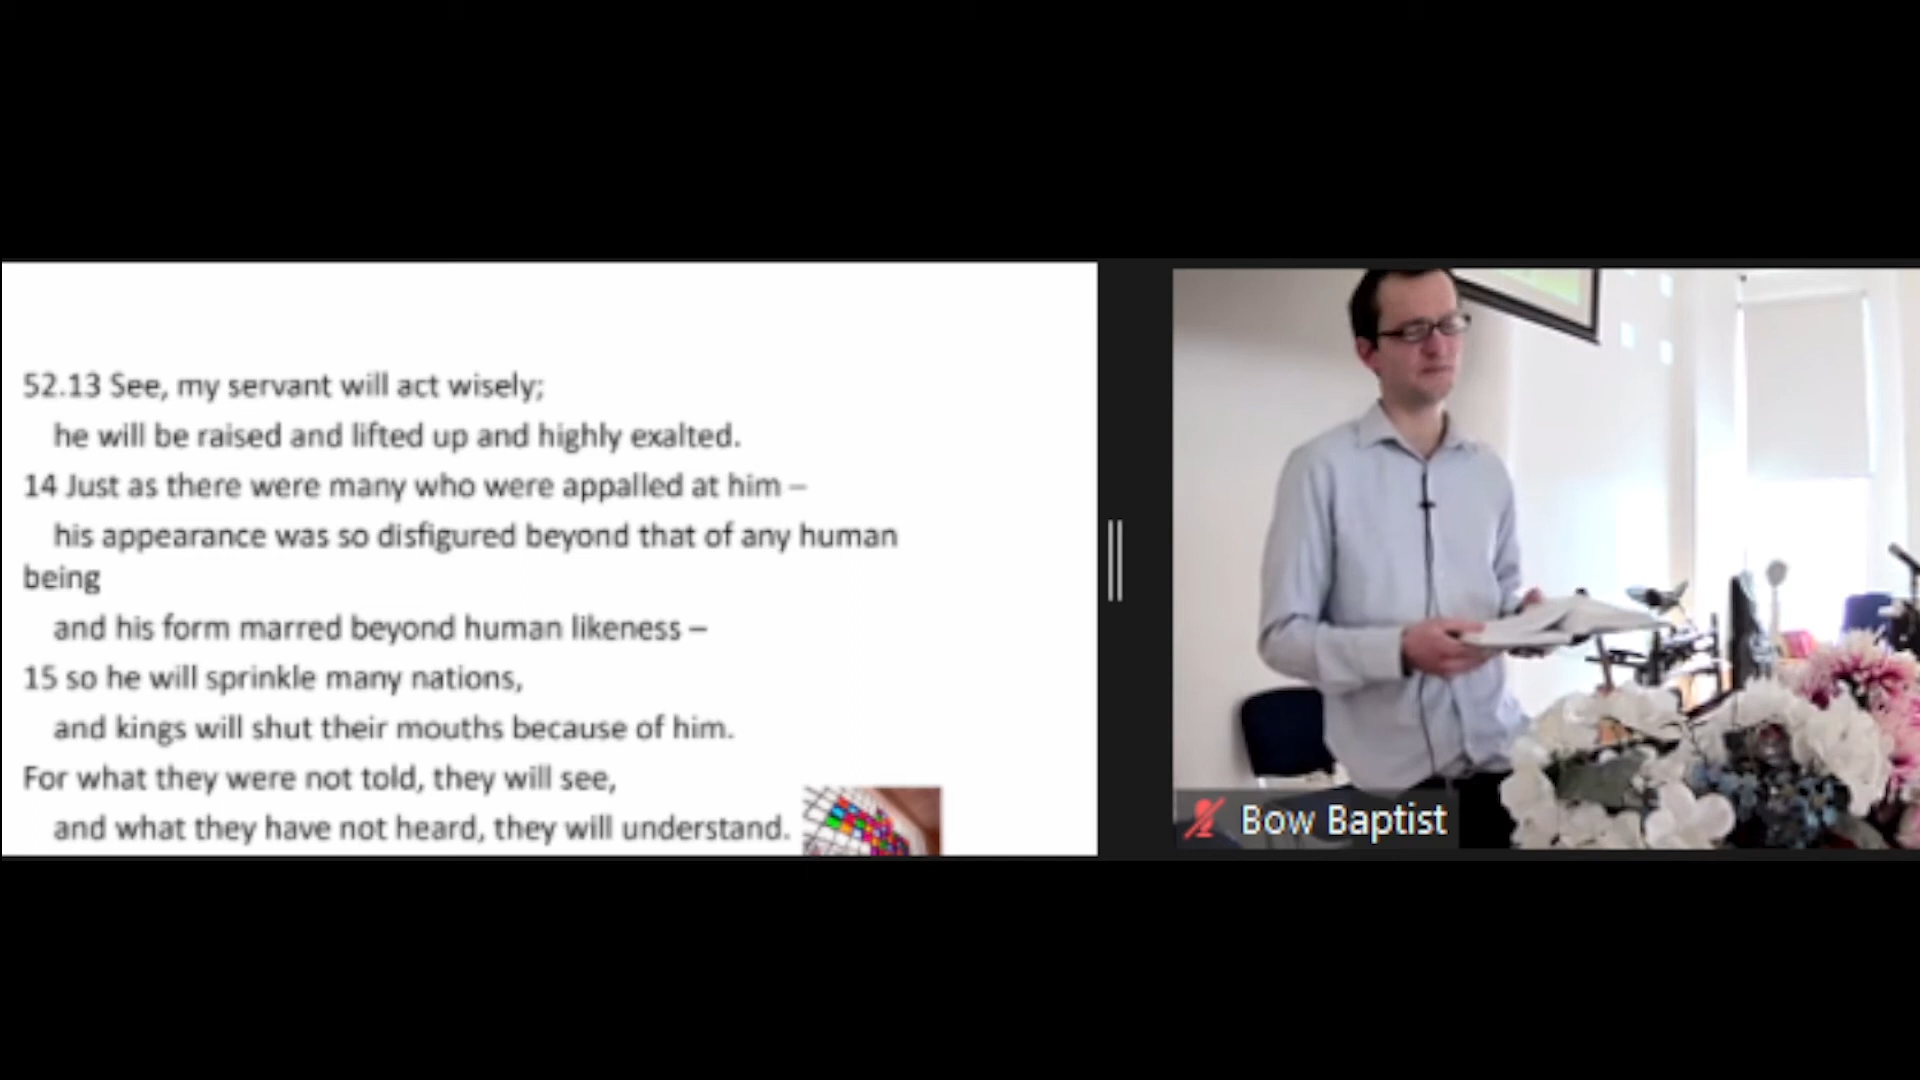 52.13 See, my servant will act wisely;
he will be raised and lifted up and highly exalted.
14 Just as there were many who were appalled at him –
his appearance was so disfigured beyond that of any human
being
and his form marred beyond human likeness –
15 so he will sprinkle many nations,
and kings will shut their mouths because of him.
For what they were not told, they will see,
and what they have not heard, they will understand.
Bow Baptist